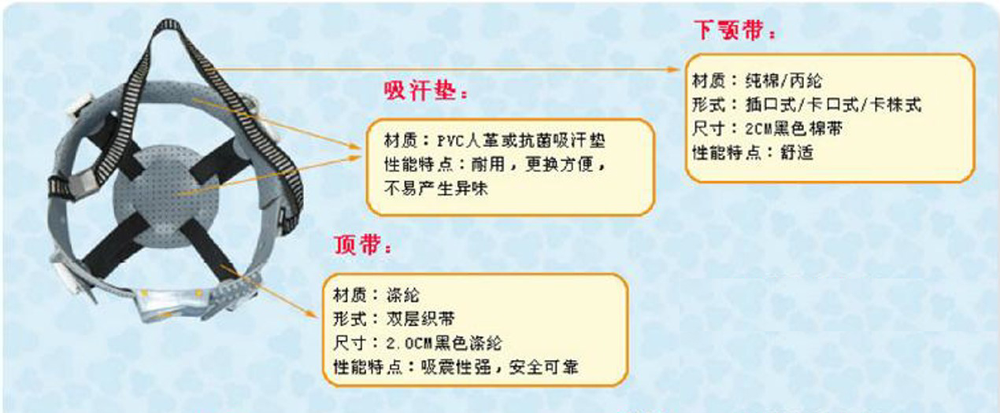 下颚带：
材质：纯棉/丙纶
形式：插口式/卡口式/卡株式
尺寸：2CM黑色棉带
性能特点：舒适
吸汗垫：
材质：PVC人革或抗菌吸汗垫
性能特点：耐用，更换方便，
不易产生异味
顶带：
材质：涤纶
形式：双层织带
尺寸：2.0CM黑色涤纶
性能特点：吸震性强，安全可靠